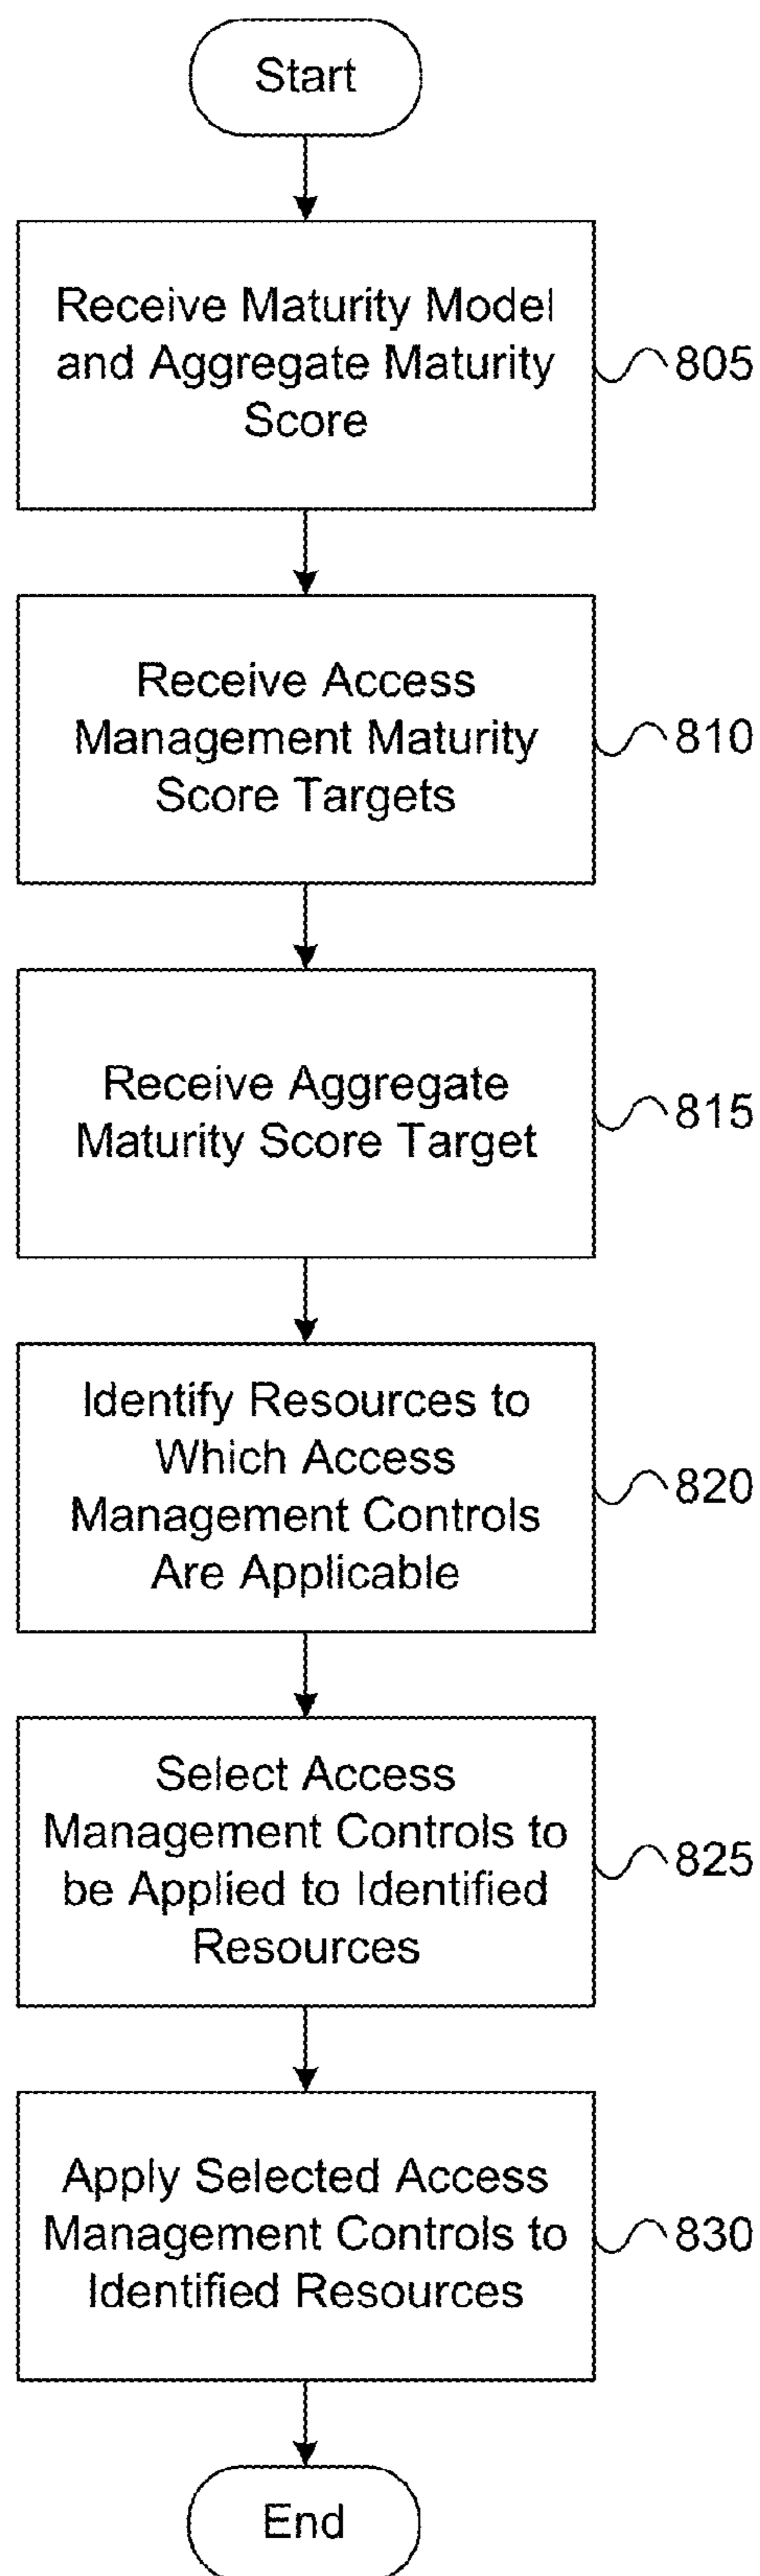 Start
Receive Maturity Model
and Aggregate Maturity
Score
805
Receive Access
Management Maturity
Score Targets
810
Receive Aggregate
Maturity Score Target
815
Identify Resources to
Which Access
Management Controls
Are Applicable
820
Select Access
Management Controls to
be Applied to Identified
Resources
825
Apply Selected Access
Management Controls to
Identified Resources
830
End